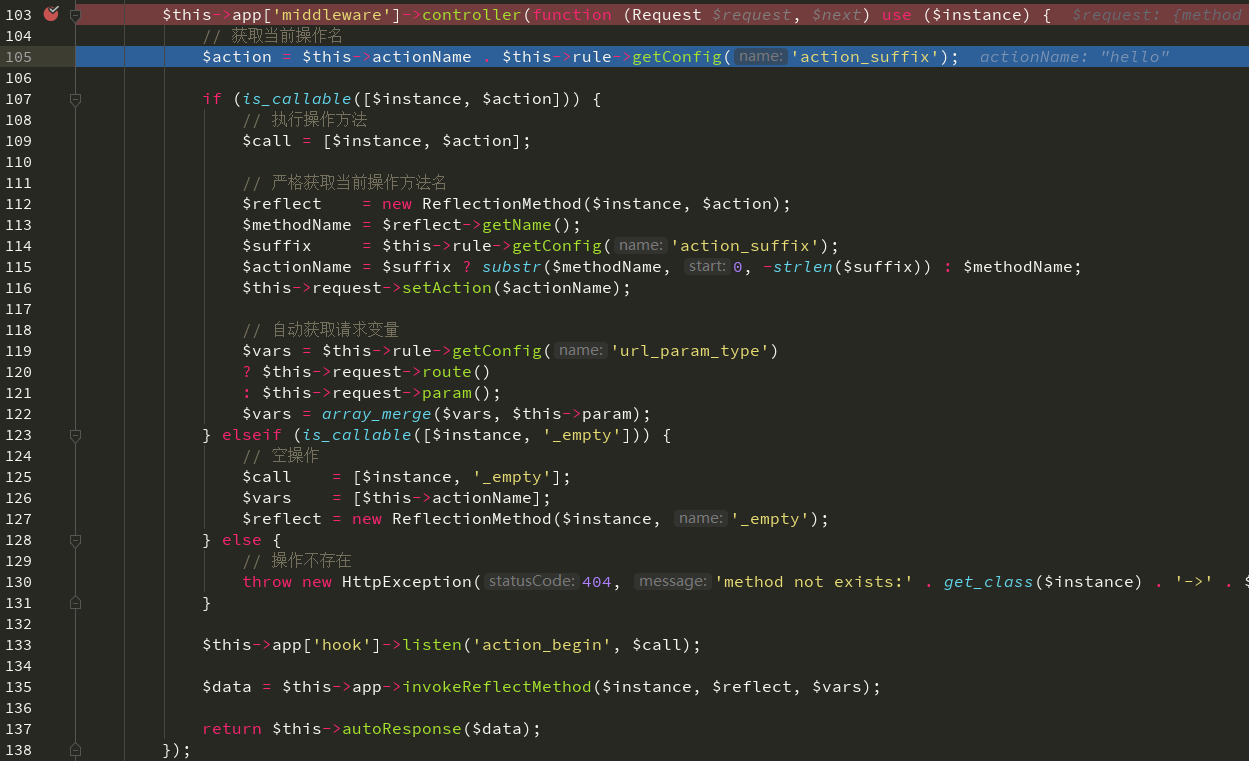 103 $this->app['middleware']->controller(function (Request $request, $next) use ($instance) { $request: {method
104 // 获取当前操作名
105 $action = $this->actionName . $this->rule->getConfig( name: 'action_suffix'); actionName: "hello"
106
107 if (is_callable([$instance, $action])) {
108 // 执行操作方法
109 $call = [$instance, $action];
110
111 // 严格获取当前操作方法名
112 $reflect = new ReflectionMethod($instance, $action);
113 $methodName = $reflect->getName();
114 $suffix = $this->rule->getConfig( name: 'action_suffix');
115 $actionName = $suffix ? substr($methodName, start: 0, -strlen($suffix)) : $methodName;
116 $this->request->setAction($actionName);
117
118 // 自动获取请求变量
119 $vars = $this->rule->getConfig( name: 'url_param_type')
120 ? $this->request->route()
121 : $this->request->param();
122 $vars = array_merge($vars, $this->param);
123 } elseif (is_callable([$instance, '_empty'])) {
124 // 空操作
125 $call = [$instance, '_empty'];
126 $vars = [$this->actionName];
127 $reflect = new ReflectionMethod($instance, name: '_empty');
128 } else {
129 // 操作不存在
130 throw new HttpException( statusCode: 404, message: 'method not exists:' . get_class($instance) . '->' . $
131 }
132
133 $this->app['hook']->listen('action_begin', $call);
134
135 $data = $this->app->invokeReflectMethod($instance, $reflect, $vars);
136
137 return $this->autoResponse($data);
138 });